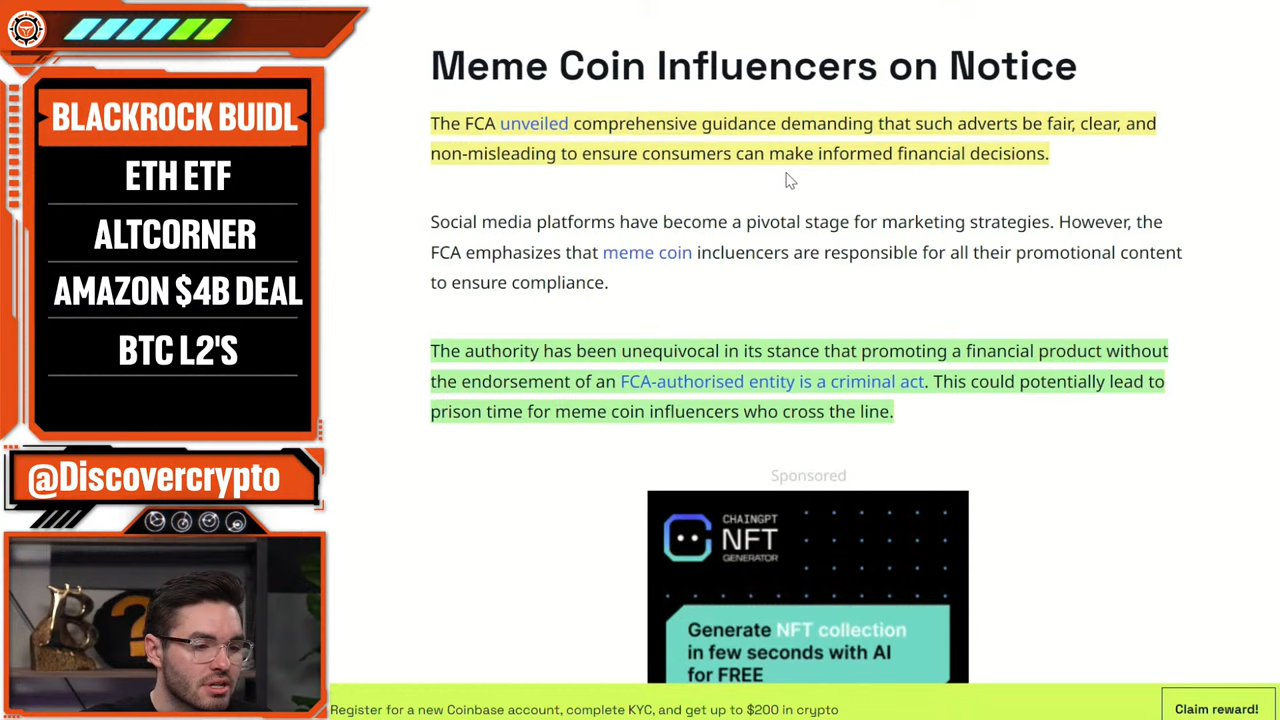 BLACKROCK BUIDL
ETH ETF
ALTCORNER
AMAZON $4B DEAL
BTC L2'S
@Discovercrypto
Meme Coin Influencers on Notice
The FCA unveiled comprehensive guidance demanding that such adverts be fair, clear, and
non-misleading to ensure consumers can make informed financial decisions.
Social media platforms have become a pivotal stage for marketing strategies. However, the
FCA emphasizes that meme coin incluencers are responsible for all their promotional content
to ensure compliance.
The authority has been unequivocal in its stance that promoting a financial product without
the endorsement of an FCA-authorised entity is a criminal act. This could potentially lead to
prison time for meme coin influencers who cross the line.
Sponsored
CHAINGPT
NFT
GENERATOR
Generate NFT collection
in few seconds with AI
for FREE
Register for a new Coinbase account, complete KYC, and get up to $200 in crypto
Claim reward!